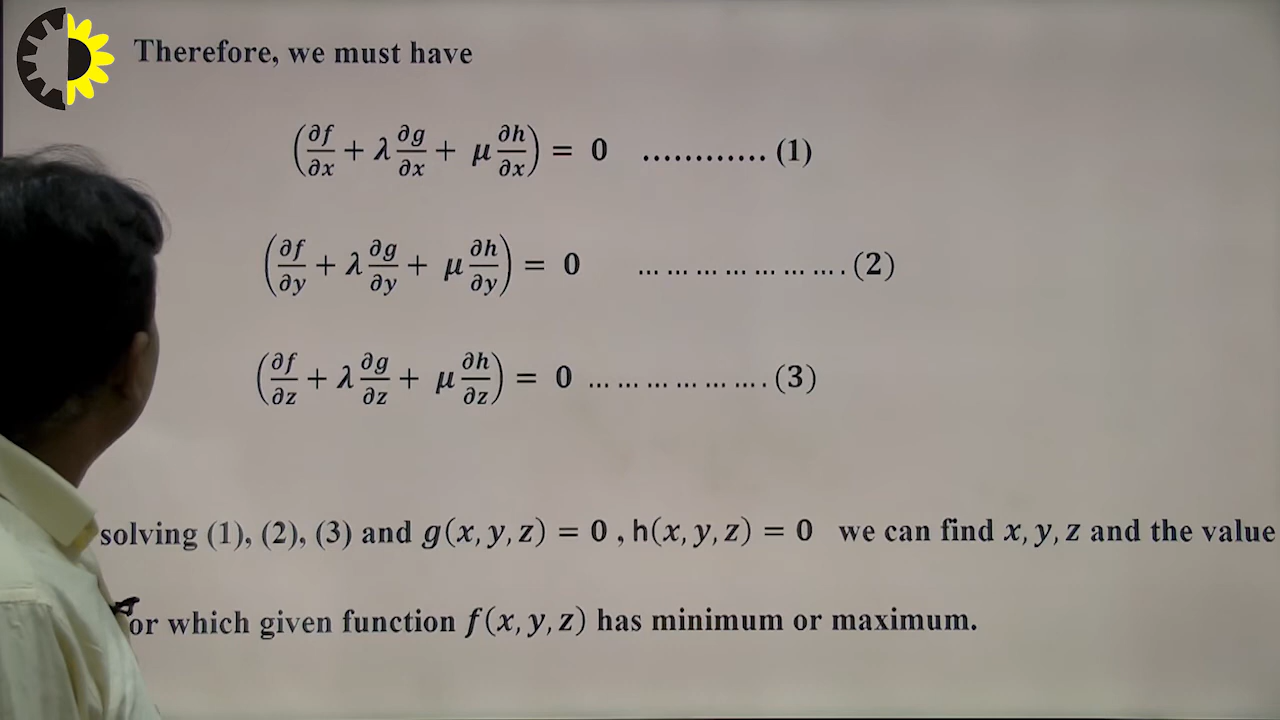 Therefore, we must have
(∂f/∂x + λ ∂g/∂x + μ ∂h/∂x) = 0 ………… (1)
(∂f/∂y + λ ∂g/∂y + μ ∂h/∂y) = 0 … … … … … … …. (2)
(∂f/∂z + λ ∂g/∂z + μ ∂h/∂z) = 0 … … … … … …. (3)
solving (1), (2), (3) and g(x, y, z) = 0 , h(x, y, z) = 0 we can find x, y, z and the value
or which given function f(x, y, z) has minimum or maximum.